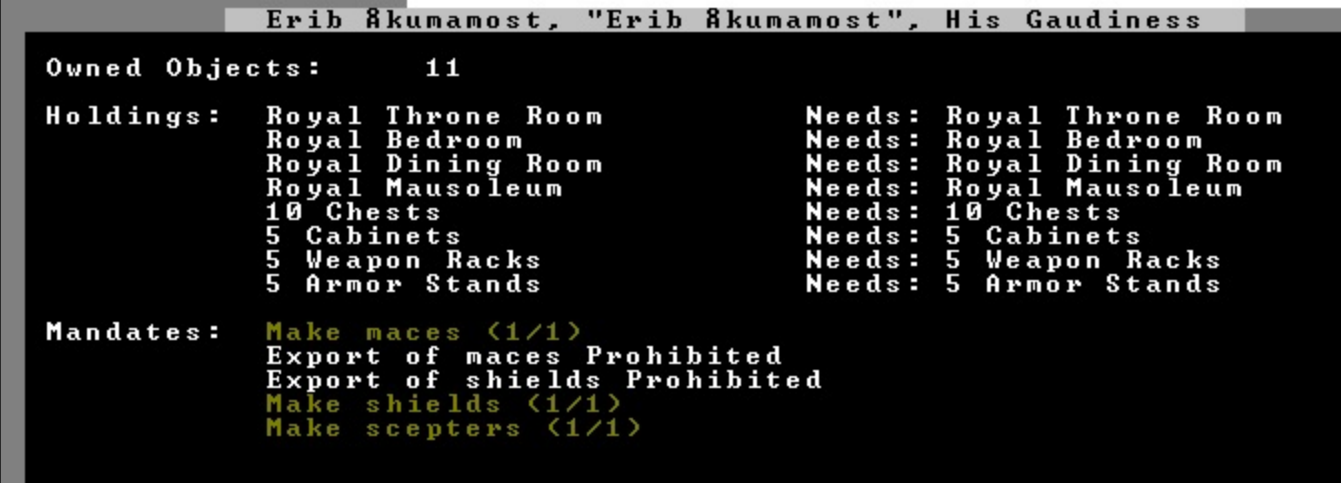 Erib Åkumamost, "Erib Åkumamost", His Gaudiness
Owned Objects: 11
Holdings: Royal Throne Room Needs: Royal Throne Room
Royal Bedroom Needs: Royal Bedroom
Royal Dining Room Needs: Royal Dining Room
Royal Mausoleum Needs: Royal Mausoleum
10 Chests Needs: 10 Chests
5 Cabinets Needs: 5 Cabinets
5 Weapon Racks Needs: 5 Weapon Racks
5 Armor Stands Needs: 5 Armor Stands
Mandates: Make maces (1/1)
Export of maces Prohibited
Export of shields Prohibited
Make shields (1/1)
Make scepters (1/1)